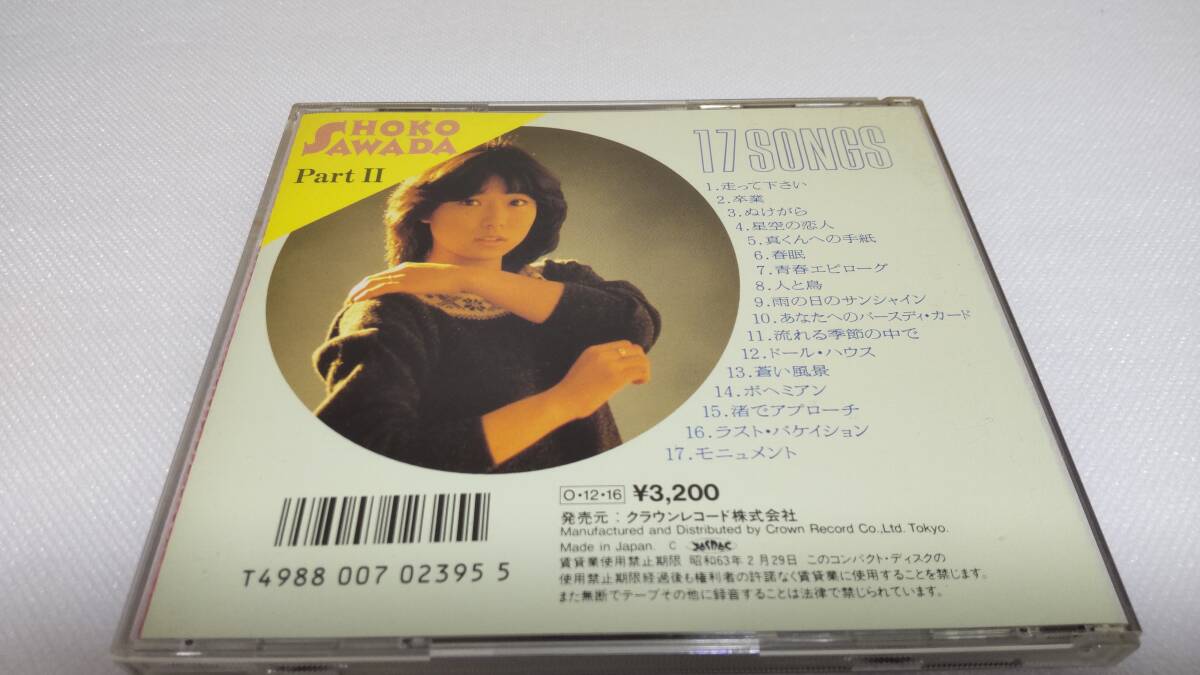 SHOKO
SAWADA
Part II
17 SONGS
1.走って下さい
2.卒業
3.ぬけがら
4.星空の恋人
5.真くんへの手紙
6.春眠
7.青春エピローグ
8.人と鳥
9.雨の日のサンシャイン
10.あなたへのバースディ・カード
11.流れる季節の中で
12.ドール・ハウス
13.蒼い風景
14.ボヘミアン
15.渚でアプローチ
16.ラスト・バケイション
17.モニュメント
O・12・16 ¥3,200
発売元：クラウンレコード株式会社
Manufactured and Distributed by Crown Record Co.,Ltd. Tokyo.
Made in Japan. C JASRAC
賃貸業使用禁止期限 昭和63年2月29日 このコンパクト・ディスクの
使用禁止期限経過後も権利者の許諾なく賃貸業に使用することを禁じます。
また無断でテープその他に録音することは法律で禁じられています。
T4988 007 02395 5